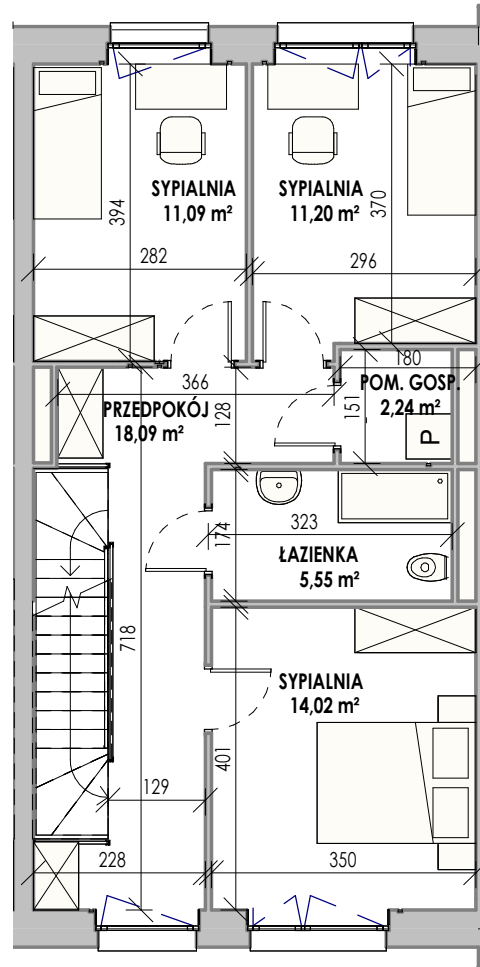 SYPIALNIA
11,09 m²
SYPIALNIA
11,20 m²
394
370
282
296
366
180
PRZEDPOKÓJ
18,09 m²
128
151
POM. GOSP.
2,24 m²
P
174
323
ŁAZIENKA
5,55 m²
718
SYPIALNIA
14,02 m²
401
129
228
350